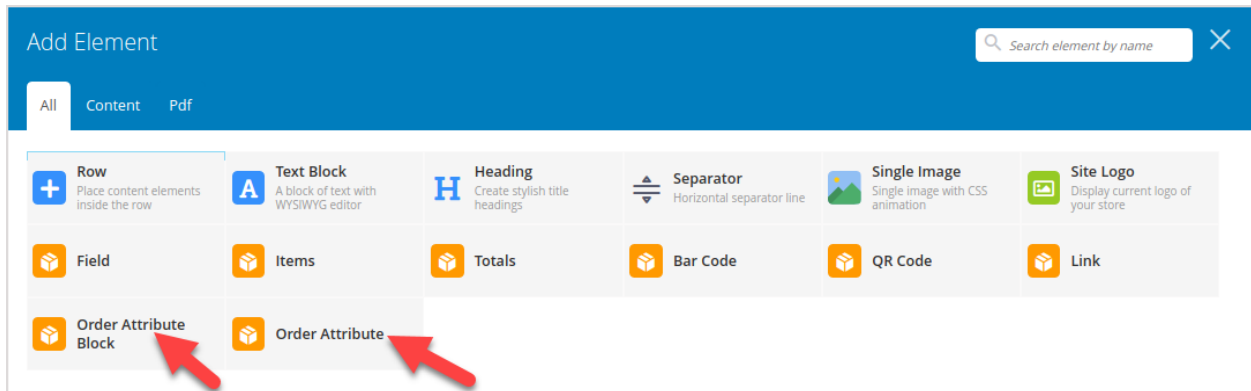 Add Element
Search element by name
All
Content
Pdf
Row
Place content elements
inside the row
Text Block
A block of text with
WYSIWYG editor
Heading
Create stylish title
headings
Separator
Horizontal separator line
Single Image
Single image with CSS
animation
Site Logo
Display current logo of
your store
Field
Items
Totals
Bar Code
QR Code
Link
Order Attribute
Block
Order Attribute